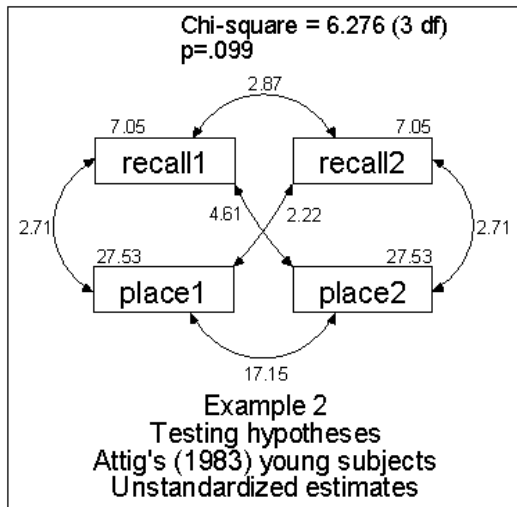 Chi-square = 6.276 (3 df)
p=.099
2.87
7.05
7.05
recall1
recall2
2.71
4.61
2.22
2.71
27.53
27.53
place1
place2
17.15
Example 2
Testing hypotheses
Attig's (1983) young subjects
Unstandardized estimates